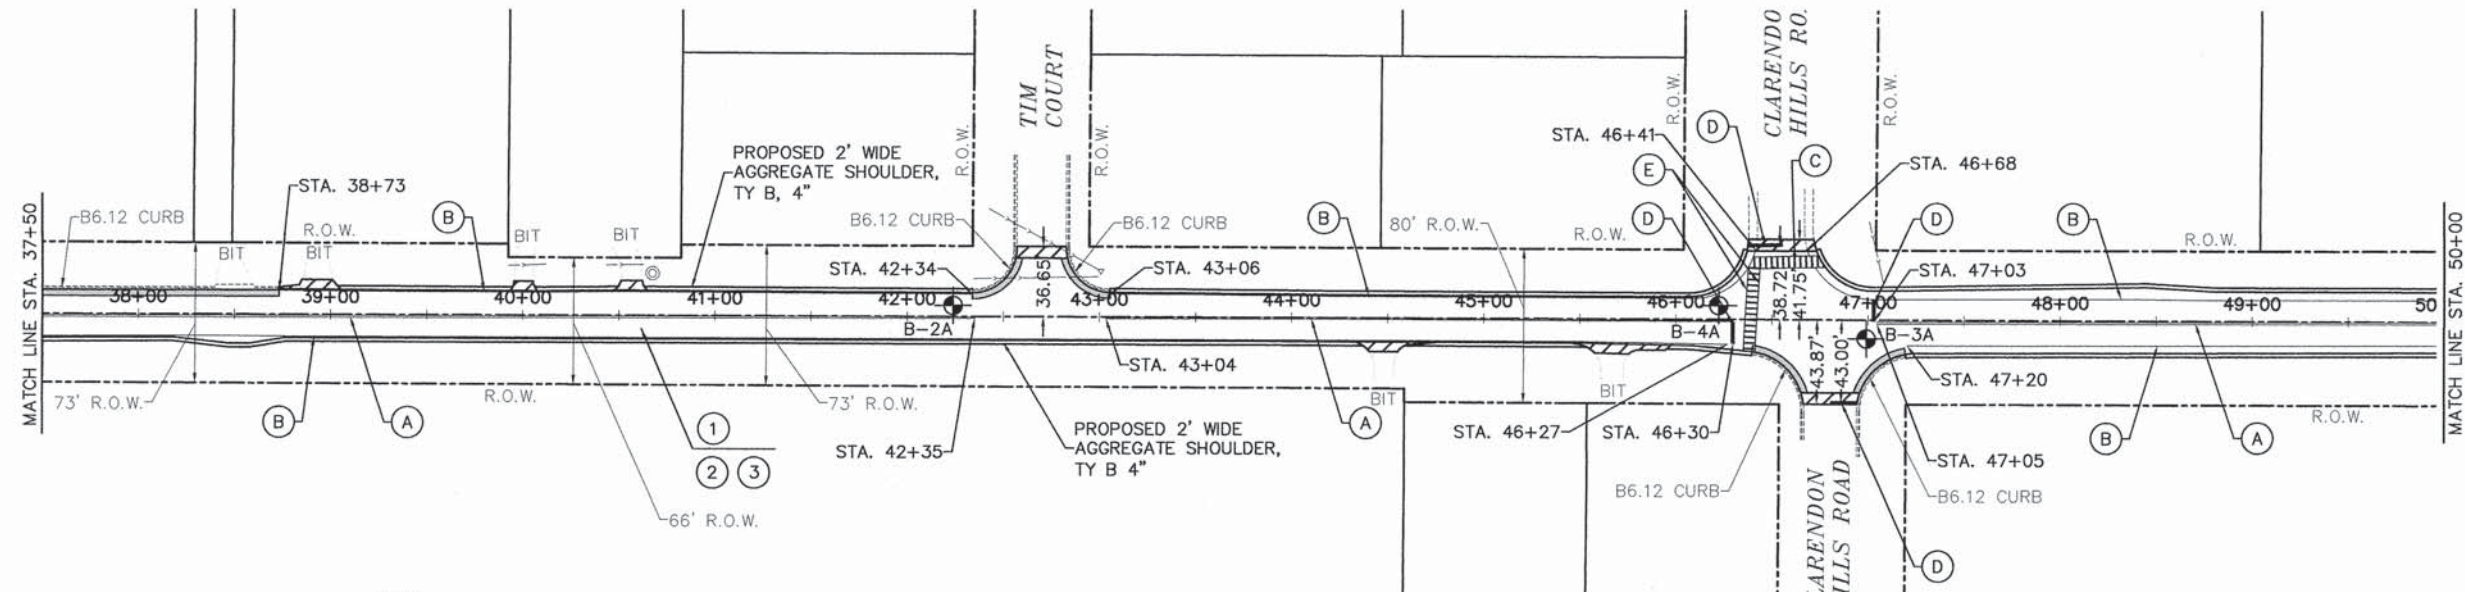 MATCH LINE STA. 37+50
B6.12 CURB
STA. 38+73
R.O.W.
BIT
BIT
B
BIT
BIT
PROPOSED 2' WIDE
AGGREGATE SHOULDER,
TY B, 4"
R.O.W.
TIM
COURT
R.O.W.
B6.12 CURB
B6.12 CURB
STA. 42+34
36.65'
STA. 43+06
B
80' R.O.W.
R.O.W.
R.O.W.
CLARENDO
HILLS RO.
R.O.W.
STA. 46+41
D
E
C
STA. 46+68
D
D
B
R.O.W.
STA. 47+03
38.72'
41.75'
38+00
39+00
40+00
41+00
42+00
43+00
44+00
45+00
46+00
47+00
48+00
49+00
50
B-2A
B-4A
B-3A
43.87'
43.00'
STA. 43+04
STA. 47+20
73' R.O.W.
B
A
R.O.W.
1
2
3
66' R.O.W.
73' R.O.W.
STA. 42+35
PROPOSED 2' WIDE
AGGREGATE SHOULDER,
TY B 4"
A
BIT
BIT
STA. 46+27
STA. 46+30
B6.12 CURB
LARENDON
ILLS ROAD
STA. 47+05
B6.12 CURB
D
B
A
R.O.W.
MATCH LINE STA. 50+00